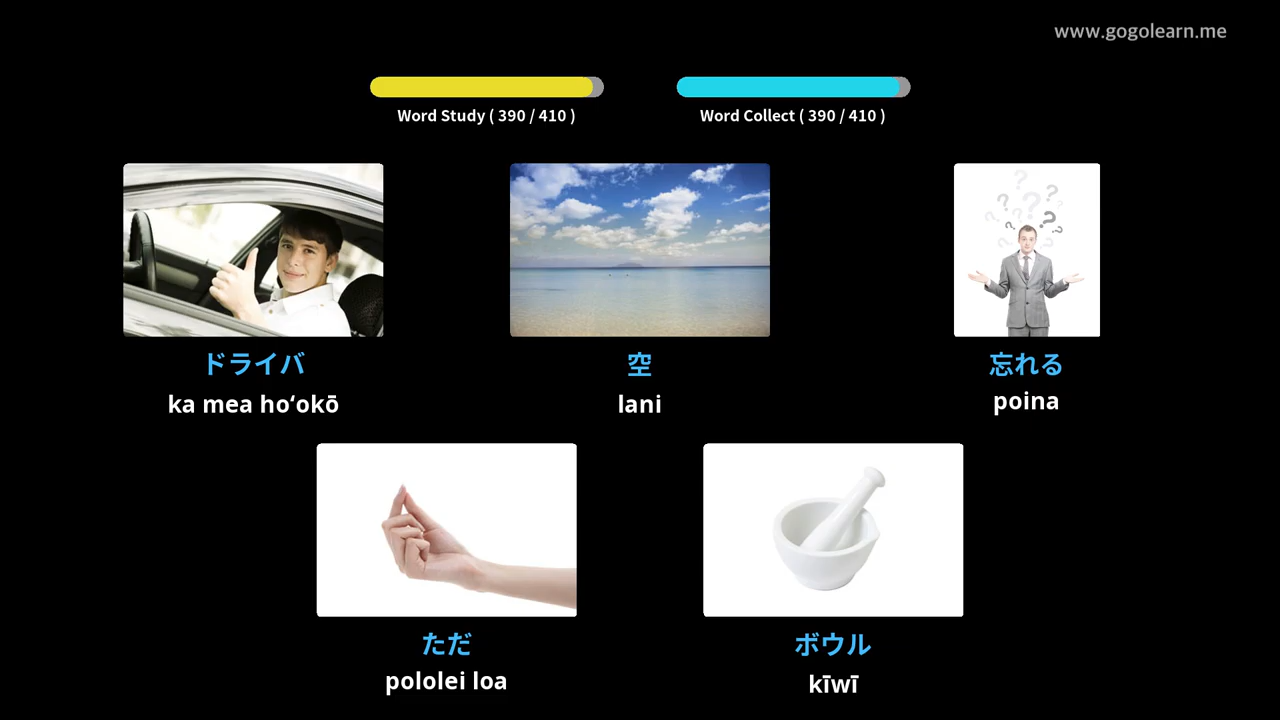 www.gogolearn.me
Word Study ( 390 / 410 )
Word Collect ( 390 / 410 )
ドライバ
ka mea hoʻokō
空
lani
忘れる
poina
ただ
pololei loa
ボウル
kīwī